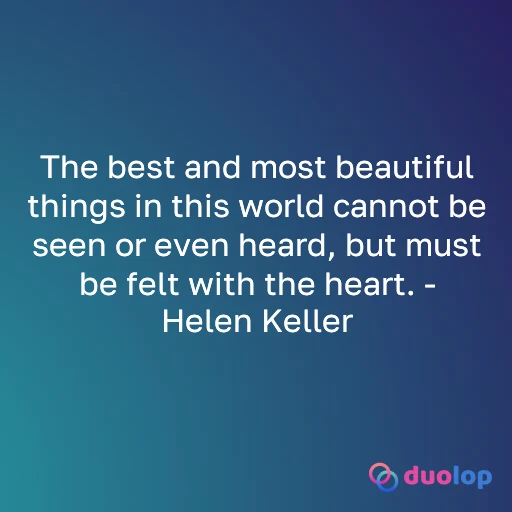 The best and most beautiful
things in this world cannot be
seen or even heard, but must
be felt with the heart. -
Helen Keller
duolop